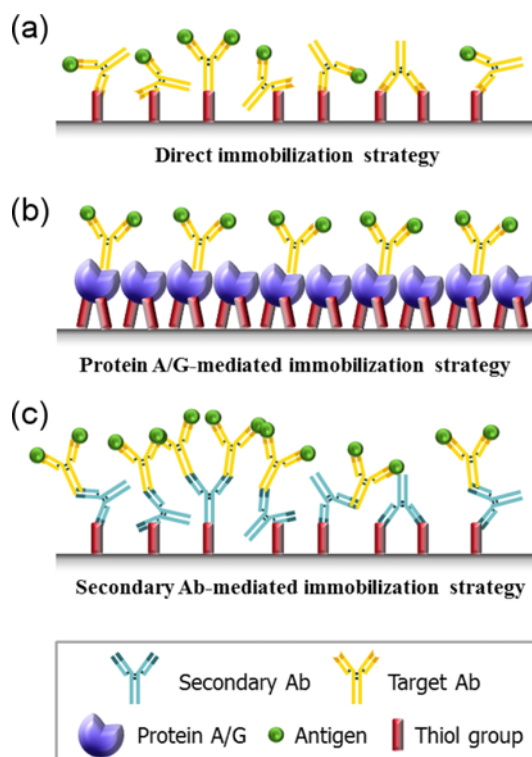 (a)
Direct immobilization strategy
(b)
Protein A/G-mediated immobilization strategy
(c)
Secondary Ab-mediated immobilization strategy
Secondary Ab Target Ab
Protein A/G Antigen Thiol group